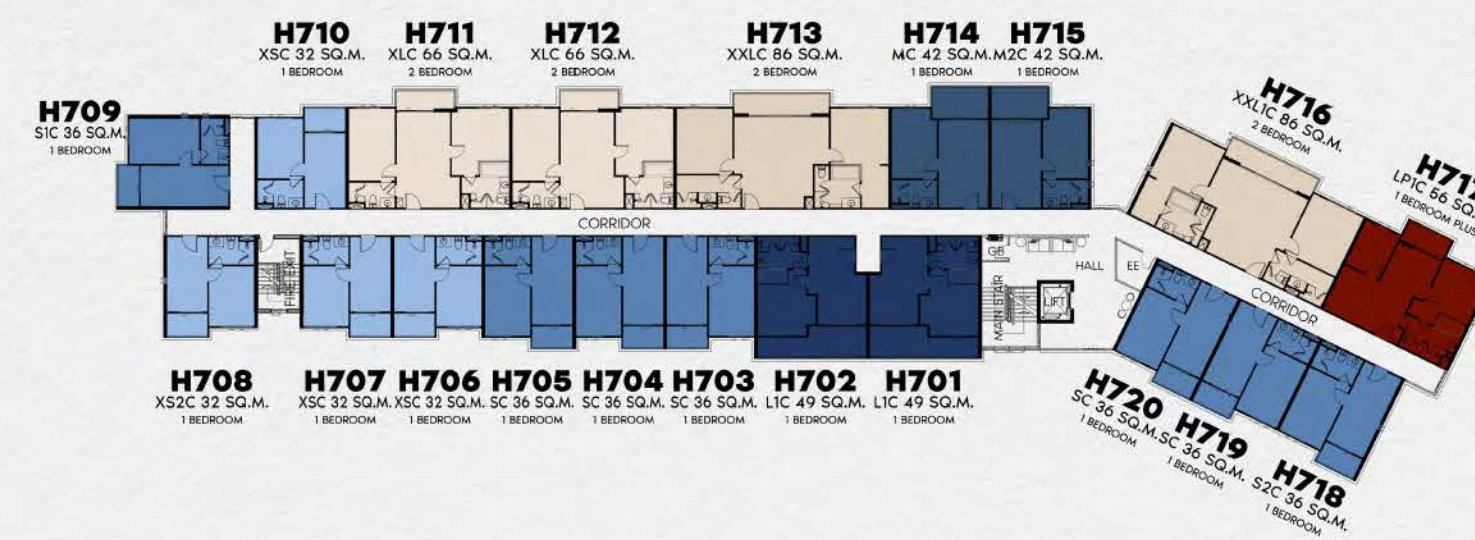 H710
XSC 32 SQ.M.
1 BEDROOM
H711
XLC 66 SQ.M.
2 BEDROOM
H712
XLC 66 SQ.M.
2 BEDROOM
H713
XXLC 86 SQ.M.
2 BEDROOM
H714
MC 42 SQ.M.
1 BEDROOM
H715
M2C 42 SQ.M.
1 BEDROOM
H709
S1C 36 SQ.M.
1 BEDROOM
H716
XXL1C 86 SQ.M.
2 BEDROOM
LP1C 56
1 BEDROOM PLUS
CORRIDOR
FIRE EXIT
GB
HALL
EE
MAIN STAIR
LIFT
CORRIDOR
H708
XS2C 32 SQ.M.
1 BEDROOM
H707
XSC 32 SQ.M.
1 BEDROOM
H706
XSC 32 SQ.M.
1 BEDROOM
H705
SC 36 SQ.M.
1 BEDROOM
H704
SC 36 SQ.M.
1 BEDROOM
H703
SC 36 SQ.M.
1 BEDROOM
H702
L1C 49 SQ.M.
1 BEDROOM
H701
L1C 49 SQ.M.
1 BEDROOM
H720
SC 36 SQ.M.
1 BEDROOM
H719
SC 36 SQ.M.
1 BEDROOM
H718
S2C 36 SQ.M.
1 BEDROOM